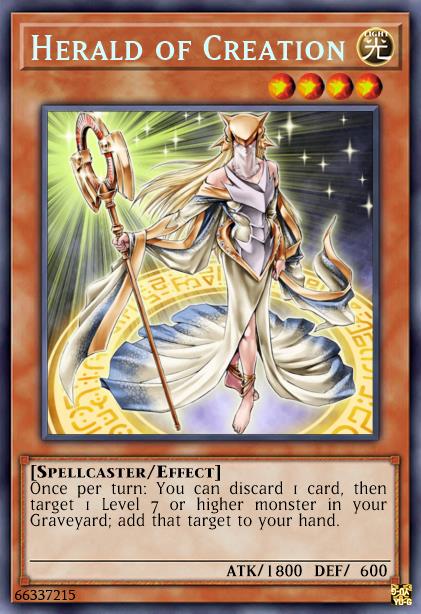 HERALD OF CREATION
LIGHT
光
[SPELLCASTER/EFFECT]
Once per turn: You can discard 1 card, then
target 1 Level 7 or higher monster in your
Graveyard; add that target to your hand.
ATK/1800 DEF/ 600
66337215